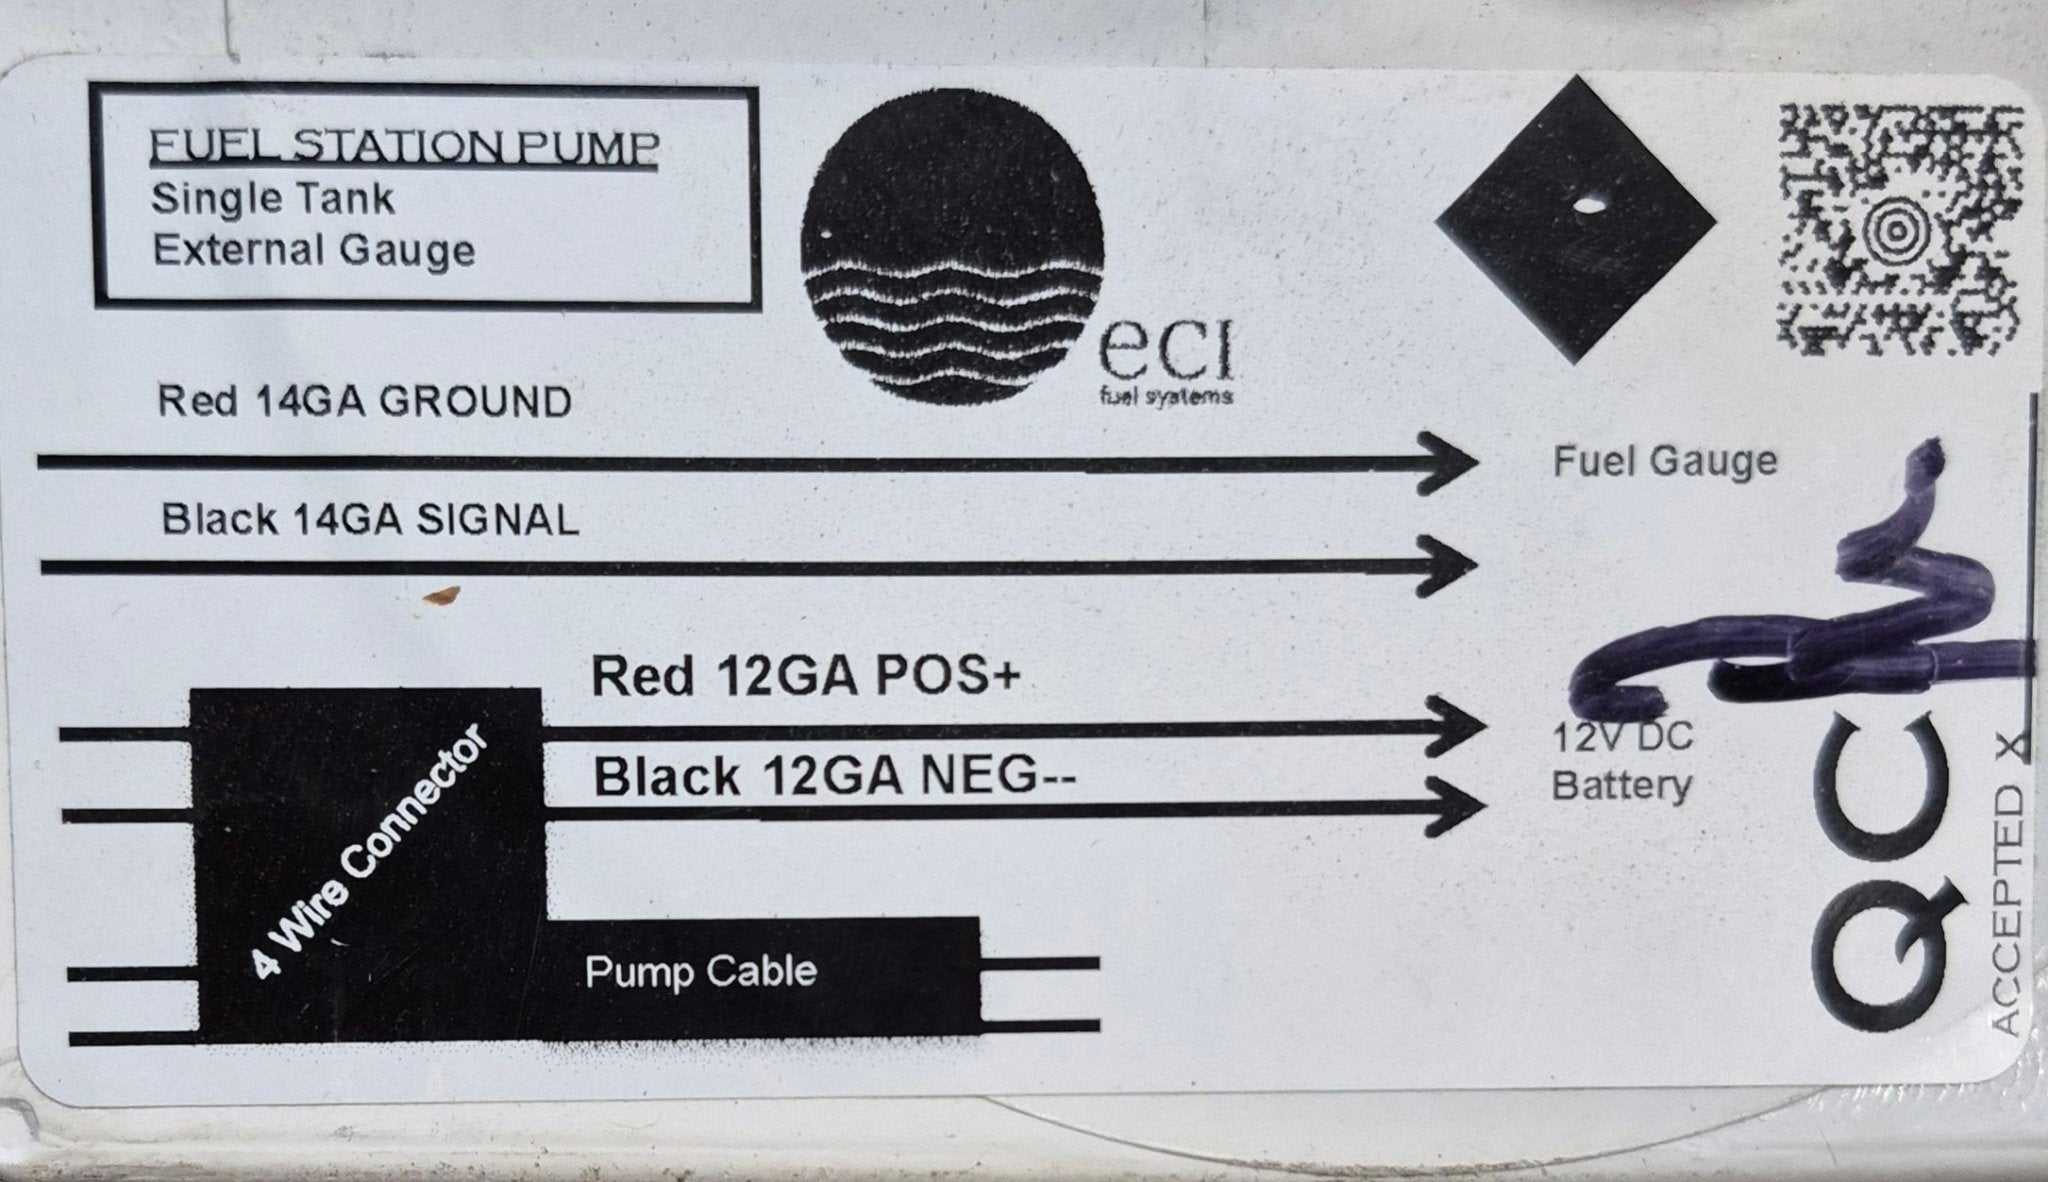 FUEL STATION PUMP
Single Tank
External Gauge
eCI
fuel systems
Red 14GA GROUND
Fuel Gauge
Black 14GA SIGNAL
Red 12GA POS+
12V DC
Battery
Black 12GA NEG--
4 Wire Connector
Pump Cable
QC
ACCEPTED X